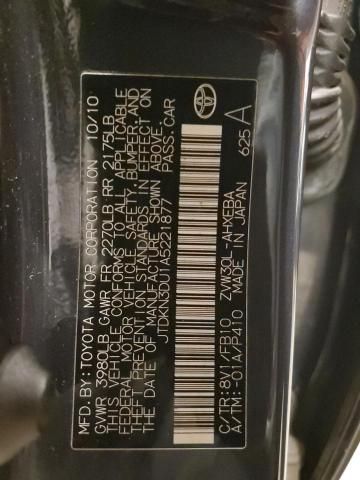 MFD.BY:TOYOTA MOTOR CORPORATION 10/10
GVWR 3980LB GAWR FR 2270LB RR 2175LB
THIS VEHICLE CONFORMS TO ALL APPLICABLE
FEDERAL MOTOR VEHICLE SAFETY, BUMPER, AND
THEFT PREVENTION STANDARDS IN EFFECT ON
THE DATE OF MANUFACTURE SHOWN ABOVE.
JTDKN3DU1A5221877 PASS.CAR
C/TR:8V1/FB10 ZVW30L-AHXEBA
A/TM:-01A/P410 MADE IN JAPAN
625 A